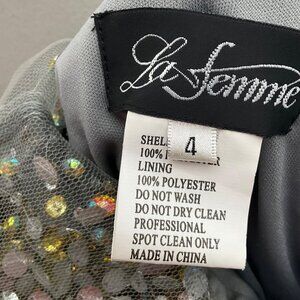 La Femme
4
SHEL
100%
LINING
100% POLYESTER
DO NOT WASH
DO NOT DRY CLEAN
PROFESSIONAL
SPOT CLEAN ONLY
MADE IN CHINA